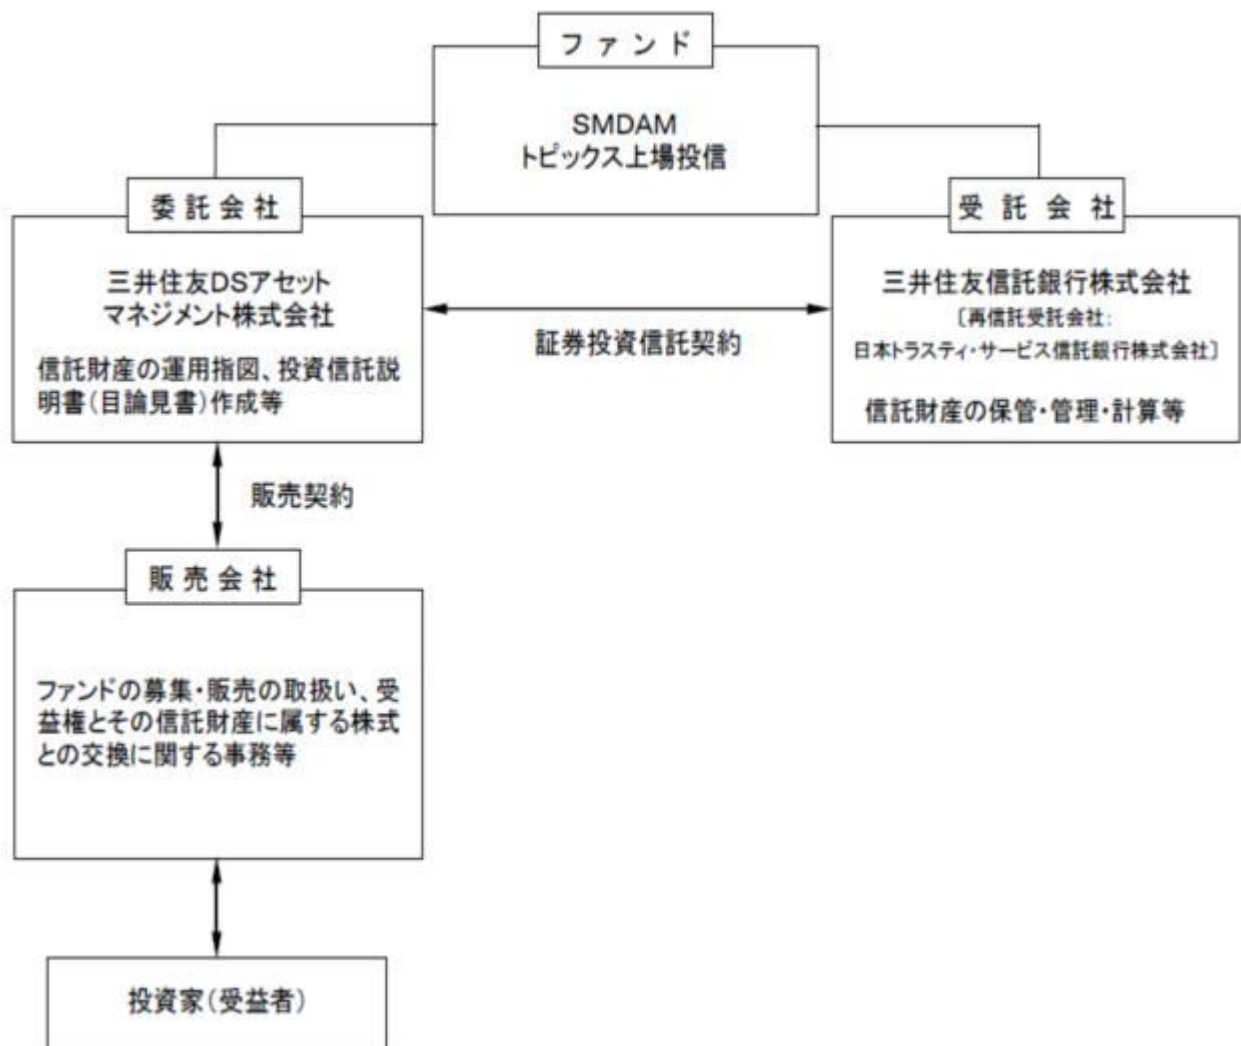 ファンド
SMDAM
トピックス上場投信
委託会社
三井住友DSアセット
マネジメント株式会社
信託財産の運用指図、投資信託説
明書(目論見書)作成等
証券投資信託契約
受託会社
三井住友信託銀行株式会社
〔再信託受託会社:
日本トラスティ・サービス信託銀行株式会社〕
信託財産の保管・管理・計算等
販売契約
販売会社
ファンドの募集・販売の取扱い、受
益権とその信託財産に属する株式
との交換に関する事務等
投資家(受益者)